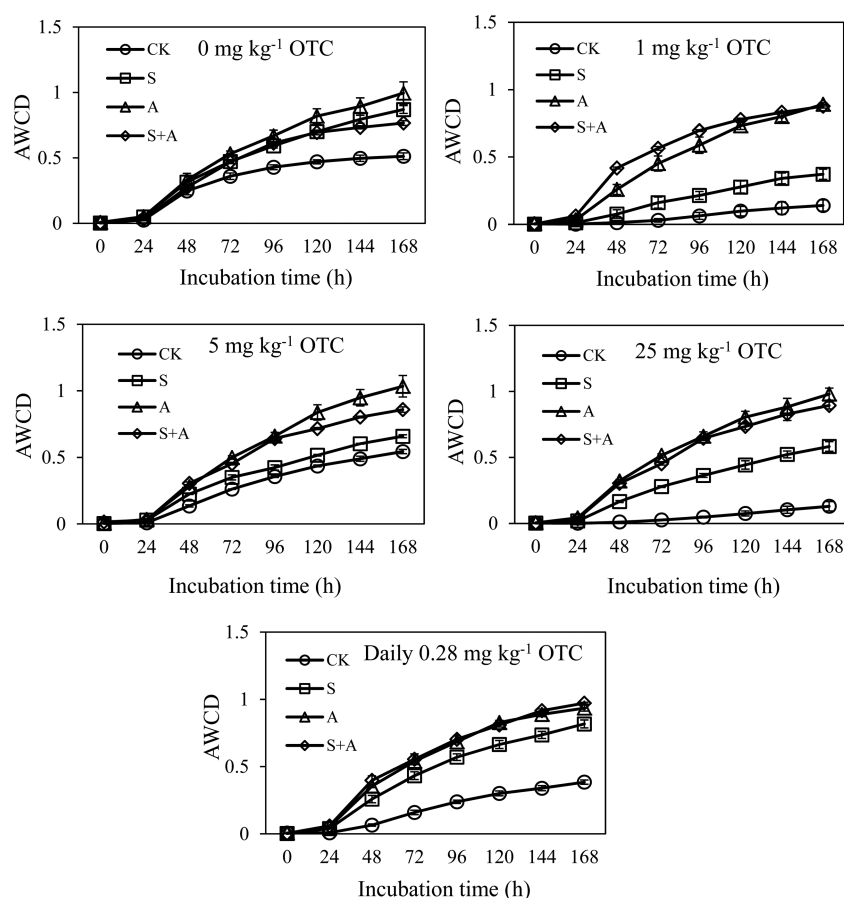 0 mg kg⁻¹ OTC
CK
S
A
S+A
AWCD
1.5
1
0.5
0
0 24 48 72 96 120 144 168
Incubation time (h)
1 mg kg⁻¹ OTC
CK
S
A
S+A
AWCD
1.5
1
0.5
0
0 24 48 72 96 120 144 168
Incubation time (h)
5 mg kg⁻¹ OTC
CK
S
A
S+A
AWCD
1.5
1
0.5
0
0 24 48 72 96 120 144 168
Incubation time (h)
25 mg kg⁻¹ OTC
CK
S
A
S+A
AWCD
1.5
1
0.5
0
0 24 48 72 96 120 144 168
Incubation time (h)
Daily 0.28 mg kg⁻¹ OTC
CK
S
A
S+A
AWCD
1.5
1
0.5
0
0 24 48 72 96 120 144 168
Incubation time (h)